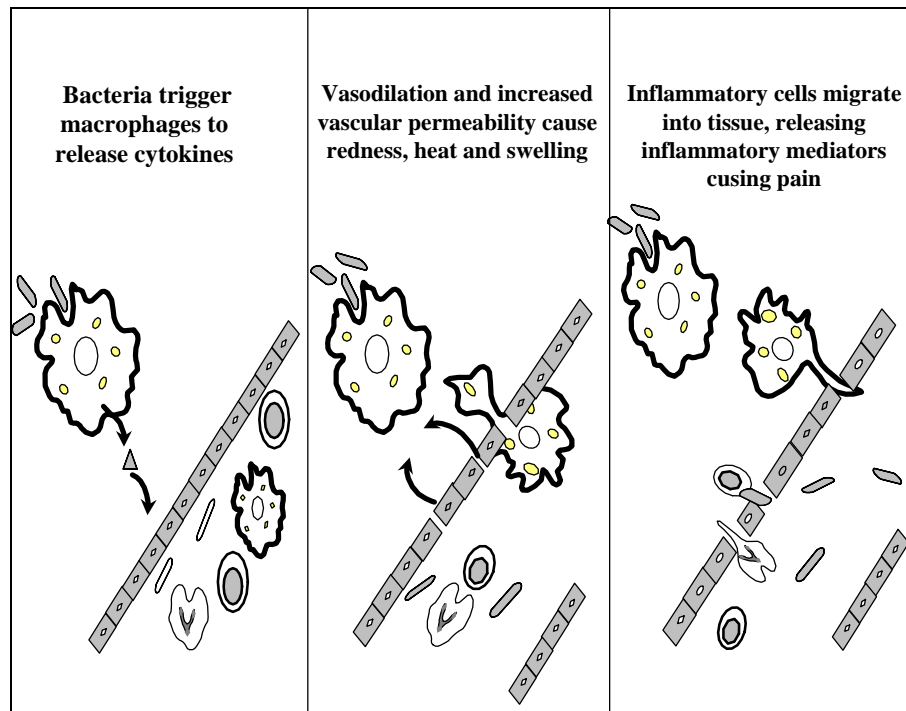 Bacteria trigger
macrophages to
release cytokines
Vasodilation and increased
vascular permeability cause
redness, heat and swelling
Inflammatory cells migrate
into tissue, releasing
inflammatory mediators
cusing pain